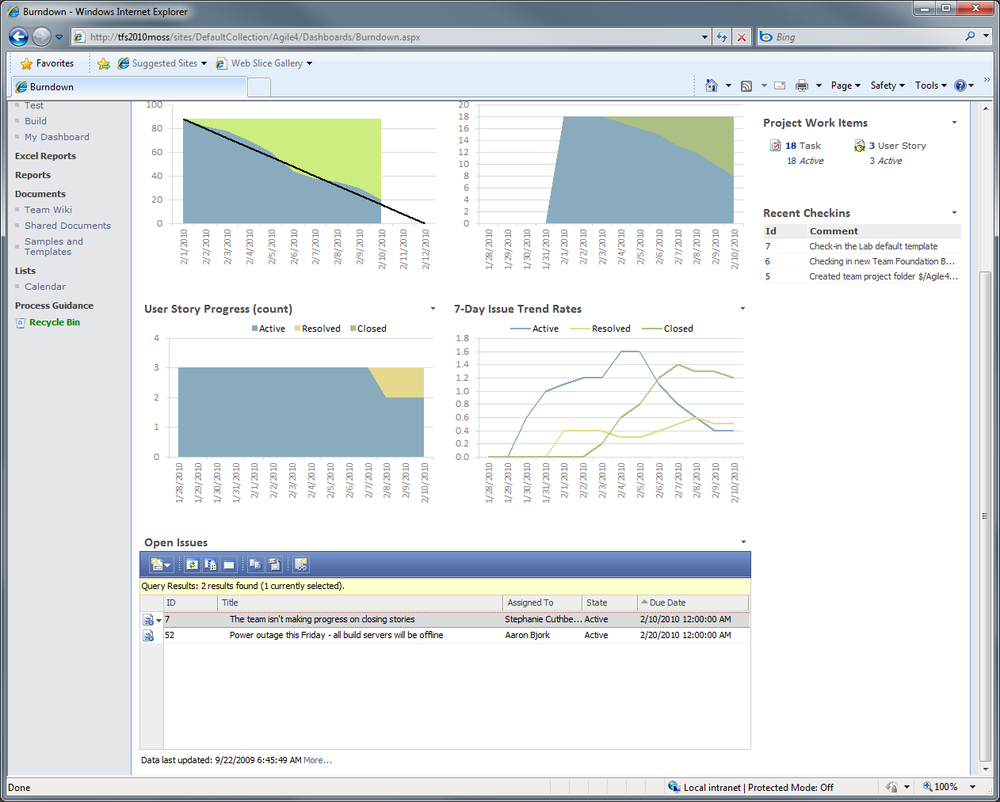 Burndown - Windows Internet Explorer
http://tfs2010moss/sites/DefaultCollection/Agile4/Dashboards/Burndown.aspx
Bing
Favorites
Suggested Sites
Web Slice Gallery
Burndown
Page
Safety
Tools
Test
Build
My Dashboard
Excel Reports
Reports
Documents
Team Wiki
Shared Documents
Samples and
Templates
Lists
Calendar
Process Guidance
Recycle Bin
100
80
60
40
20
0
2/1/2010
2/2/2010
2/3/2010
2/4/2010
2/5/2010
2/6/2010
2/7/2010
2/8/2010
2/9/2010
2/10/2010
2/11/2010
2/12/2010
20
18
16
14
12
10
8
6
4
2
0
1/28/2010
1/29/2010
1/30/2010
1/31/2010
2/1/2010
2/2/2010
2/3/2010
2/4/2010
2/5/2010
2/6/2010
2/7/2010
2/8/2010
2/9/2010
2/10/2010
Project Work Items
18 Task
18 Active
3 User Story
3 Active
Recent Checkins
Id Comment
7 Check-in the Lab default template
6 Checking in new Team Foundation B...
5 Created team project folder $/Agile4...
User Story Progress (count)
Active Resolved Closed
4
3
2
1
0
1/28/2010
1/29/2010
1/30/2010
1/31/2010
2/1/2010
2/2/2010
2/3/2010
2/4/2010
2/5/2010
2/6/2010
2/7/2010
2/8/2010
2/9/2010
2/10/2010
7-Day Issue Trend Rates
Active Resolved Closed
1.8
1.6
1.4
1.2
1.0
0.8
0.6
0.4
0.2
0.0
1/28/2010
1/29/2010
1/30/2010
1/31/2010
2/1/2010
2/2/2010
2/3/2010
2/4/2010
2/5/2010
2/6/2010
2/7/2010
2/8/2010
2/9/2010
2/10/2010
Open Issues
Query Results: 2 results found (1 currently selected).
ID Title Assigned To State Due Date
7 The team isn't making progress on closing stories Stephanie Cuthbe... Active 2/10/2010 12:00:00 AM
52 Power outage this Friday - all build servers will be offline Aaron Bjork Active 2/20/2010 12:00:00 AM
Data last updated: 9/22/2009 6:45:49 AM More...
Done
Local intranet | Protected Mode: Off
100%